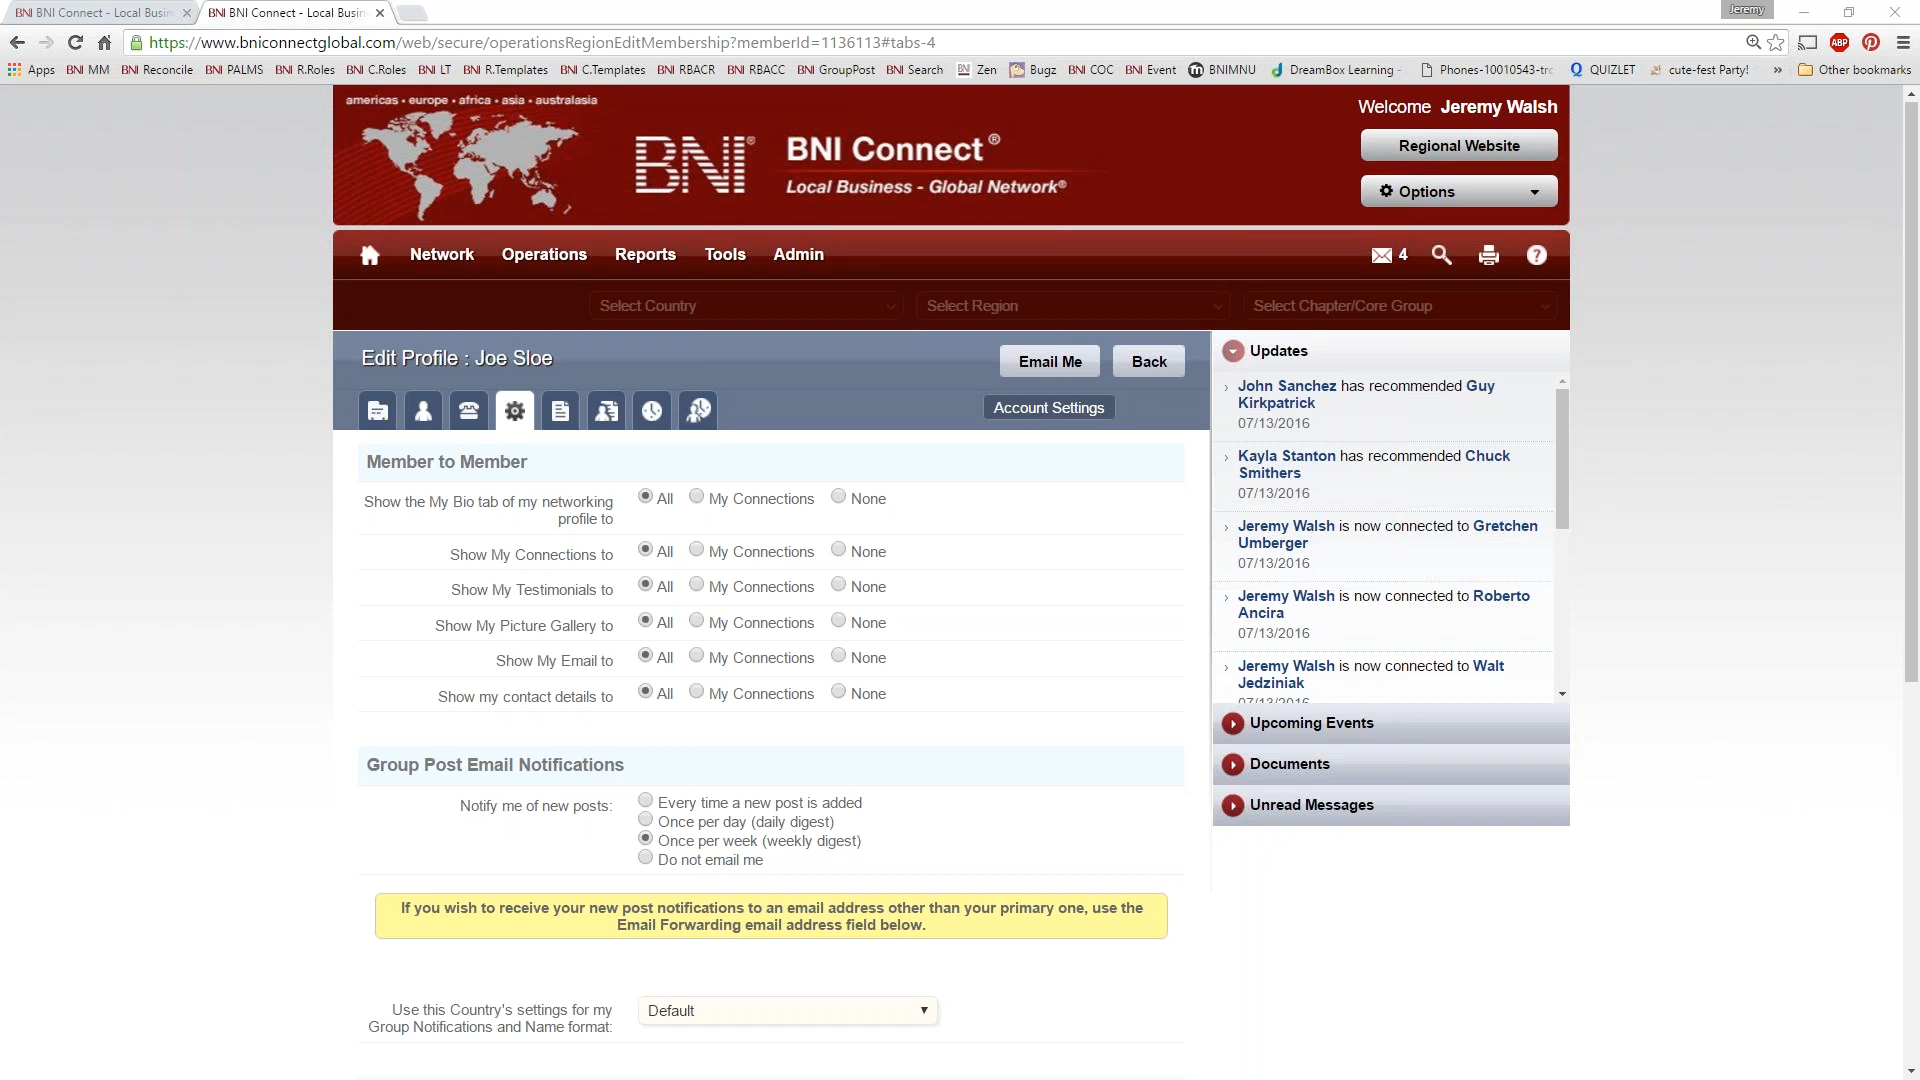 BNI BNI Connect - Local Busin
BNI BNI Connect - Local Busin
Jeremy
https://www.bniconnectglobal.com/web/secure/operationsRegionEditMembership?memberId=1136113#tabs-4
ABP
Apps BNI MM BNI Reconcile BNI PALMS BNI R.Roles BNI C.Roles BNI LT BNI R.Templates BNI C.Templates BNI RBACR BNI RBACC BNI GroupPost BNI Search BNI Zen Bugz BNI COC BNI Event BNIMNU DreamBox Learning - Phones-10010543-trc QUIZLET cute-fest Party! » Other bookmarks
americas • europe • africa • asia • australasia
BNI®
BNI Connect®
Local Business - Global Network®
Welcome Jeremy Walsh
Regional Website
Options
Network Operations Reports Tools Admin
4
Select Country Select Region Select Chapter/Core Group
Edit Profile : Joe Sloe
Email Me Back
Account Settings
Member to Member
Show the My Bio tab of my networking
profile to
All My Connections None
Show My Connections to All My Connections None
Show My Testimonials to All My Connections None
Show My Picture Gallery to All My Connections None
Show My Email to All My Connections None
Show my contact details to All My Connections None
Group Post Email Notifications
Notify me of new posts: Every time a new post is added
Once per day (daily digest)
Once per week (weekly digest)
Do not email me
If you wish to receive your new post notifications to an email address other than your primary one, use the
Email Forwarding email address field below.
Use this Country's settings for my
Group Notifications and Name format:
Default
Updates
John Sanchez has recommended Guy
Kirkpatrick
07/13/2016
Kayla Stanton has recommended Chuck
Smithers
07/13/2016
Jeremy Walsh is now connected to Gretchen
Umberger
07/13/2016
Jeremy Walsh is now connected to Roberto
Ancira
07/13/2016
Jeremy Walsh is now connected to Walt
Jedziniak
07/13/2016
Upcoming Events
Documents
Unread Messages